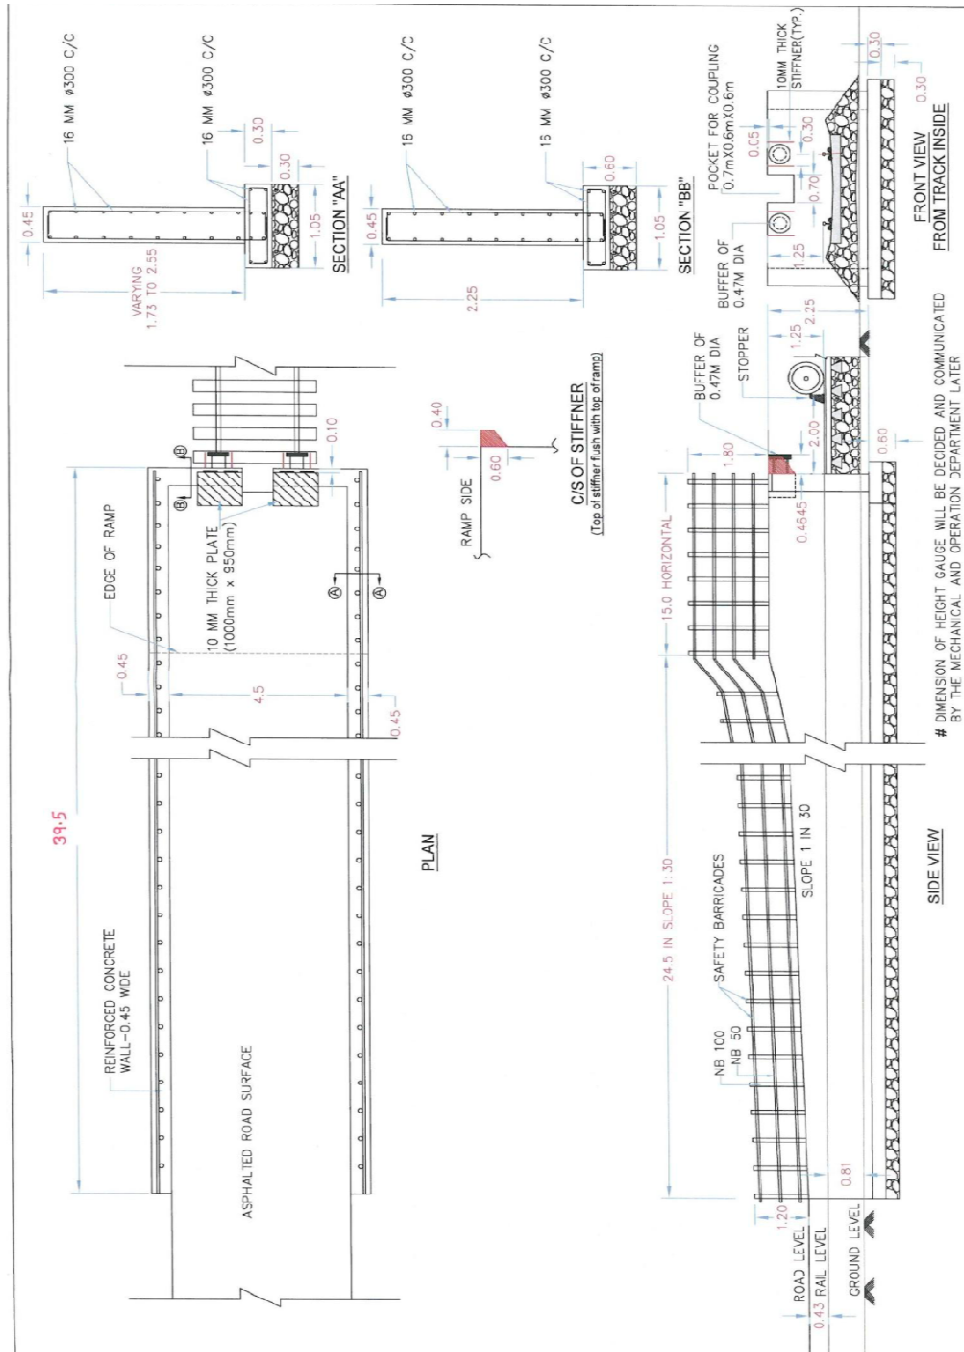 39.5
REINFORCED CONCRETE
WALL-0.45 WDE
ASPHALTED ROAD SURFACE
0.45
4.5
0.45
EDGE OF RAMP
10 MM THICK PLATE
(1000mm x 950mm)
A
A
B
B
0.10
PLAN
VARYING
1.73 TO 2.55
0.45
16 MM ø300 C/C
16 MM ø300 C/C
0.30
0.30
1.05
SECTION "AA"
2.25
0.45
16 MM ø300 C/C
16 MM ø300 C/C
0.60
1.05
SECTION "BB"
RAMP SIDE
0.40
0.60
C/S OF STIFFNER
(Top of stiffner flush with top oframp)
24.5 IN SLOPE 1:30
15.0 HORIZONTAL
1.80
SAFETY BARRICADES
NB 100
NB 50
SLOPE 1 IN 30
1.20
ROAD LEVEL
0.43
RAIL LEVEL
GROUND LEVEL
0.81
0.4645
2.00
0.60
BUFFER OF
0.47M DIA
STOPPER
1.25
2.25
SIDE VIEW
BUFFER OF
0.47M DIA
POCKET FOR COUPLING
0.7mX0.6mX0.6m
0.05
10MM THICK
STIFFNER(TYP.)
1.25
0.70
0.30
0.30
0.30
FRONT VIEW
FROM TRACK INSIDE
# DIMENSION OF HEIGHT GAUGE WILL BE DECIDED AND COMMUNICATED
BY THE MECHANICAL AND OPERATION DEPARTMENT LATER